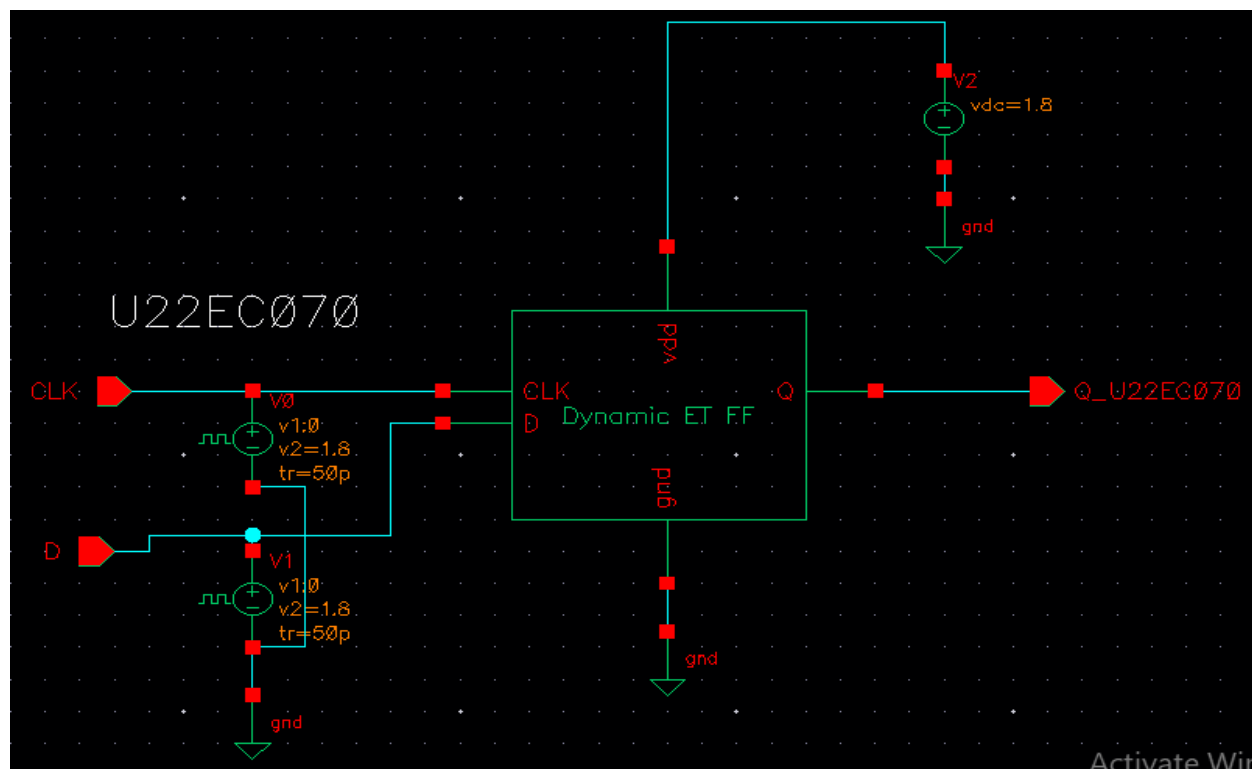 V2
vdc=1.8
gnd
U22EC070
vdd
CLK
V0
v1:0
v2=1.8
tr=50p
CLK
D
Dynamic ET FF
Q
Q_U22EC070
gnd
D
V1
v1:0
v2=1.8
tr=50p
gnd
gnd
Activate Win